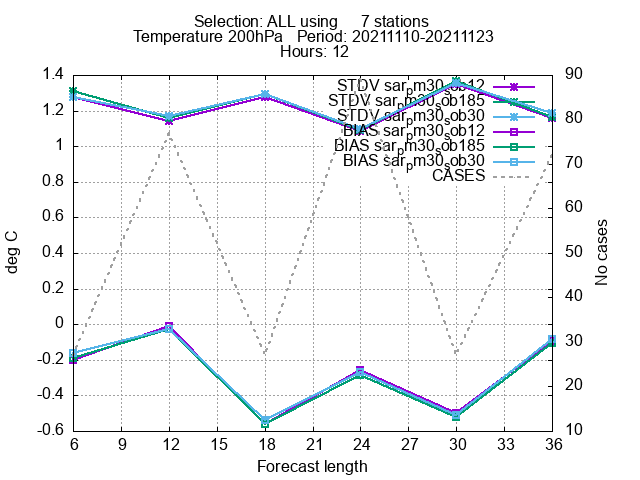 Selection: ALL using     7 stations
Temperature 200hPa   Period: 20211110-20211123
Hours: 12
1.4
1.2
1
0.8
0.6
0.4
0.2
0
-0.2
-0.4
-0.6
deg C
90
80
70
60
50
40
30
20
10
No cases
STDV sar_pm30_sob12
STDV sar_pm30_sob185
STDV sar_pm30_sob30
BIAS sar_pm30_sob12
BIAS sar_pm30_sob185
BIAS sar_pm30_sob30
CASES
6 9 12 15 18 21 24 27 30 33 36
Forecast length